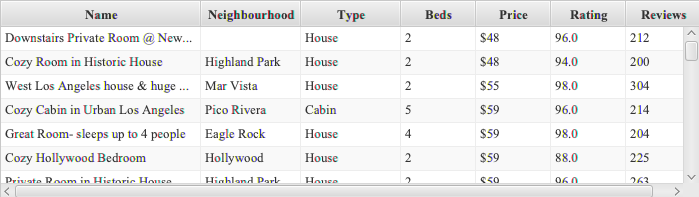 Name Neighbourhood Type Beds Price Rating Reviews
Downstairs Private Room @ New... House 2 $48 96.0 212
Cozy Room in Historic House Highland Park House 2 $48 94.0 200
West Los Angeles house & huge ... Mar Vista House 2 $55 98.0 304
Cozy Cabin in Urban Los Angeles Pico Rivera Cabin 5 $59 96.0 214
Great Room- sleeps up to 4 people Eagle Rock House 4 $59 98.0 204
Cozy Hollywood Bedroom Hollywood House 2 $59 88.0 225
Private Room in Historic House Highland Park House 2 $59 96.0 263